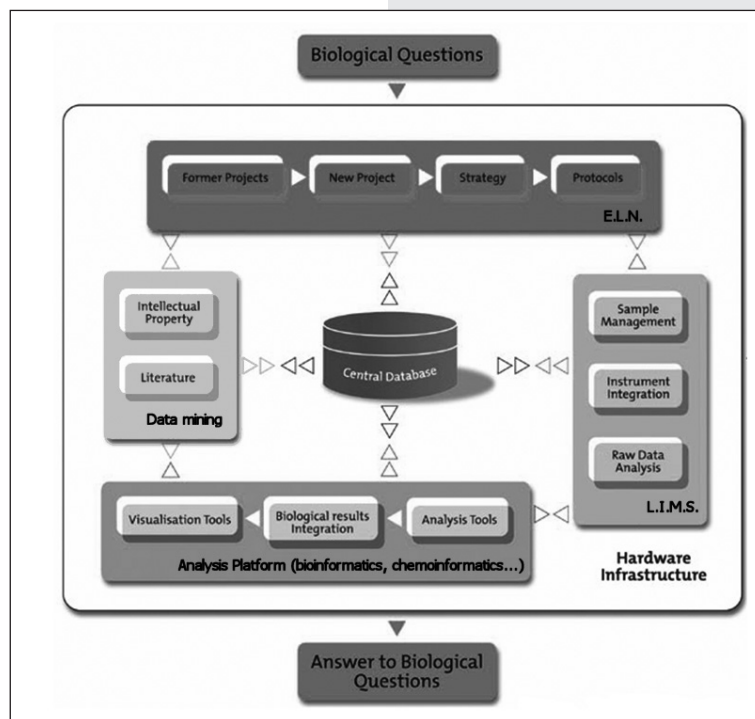 Biological Questions
Former Projects
New Project
Strategy
Protocols
E.L.N.
Intellectual
Property
Literature
Data mining
Central Database
Sample
Management
Instrument
Integration
Raw Data
Analysis
L.I.M.S.
Visualisation Tools
Biological results
Integration
Analysis Tools
Analysis Platform (bioinformatics, chemoinformatics...)
Hardware
Infrastructure
Answer to Biological
Questions